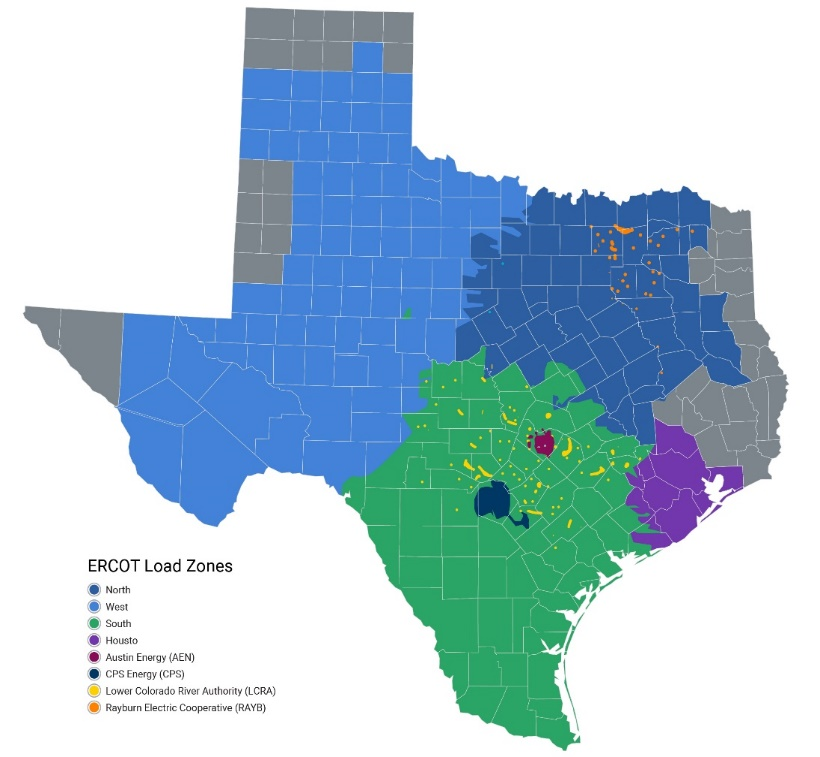 ERCOT Load Zones
North
West
South
Housto
Austin Energy (AEN)
CPS Energy (CPS)
Lower Colorado River Authority (LCRA)
Rayburn Electric Cooperative (RAYB)